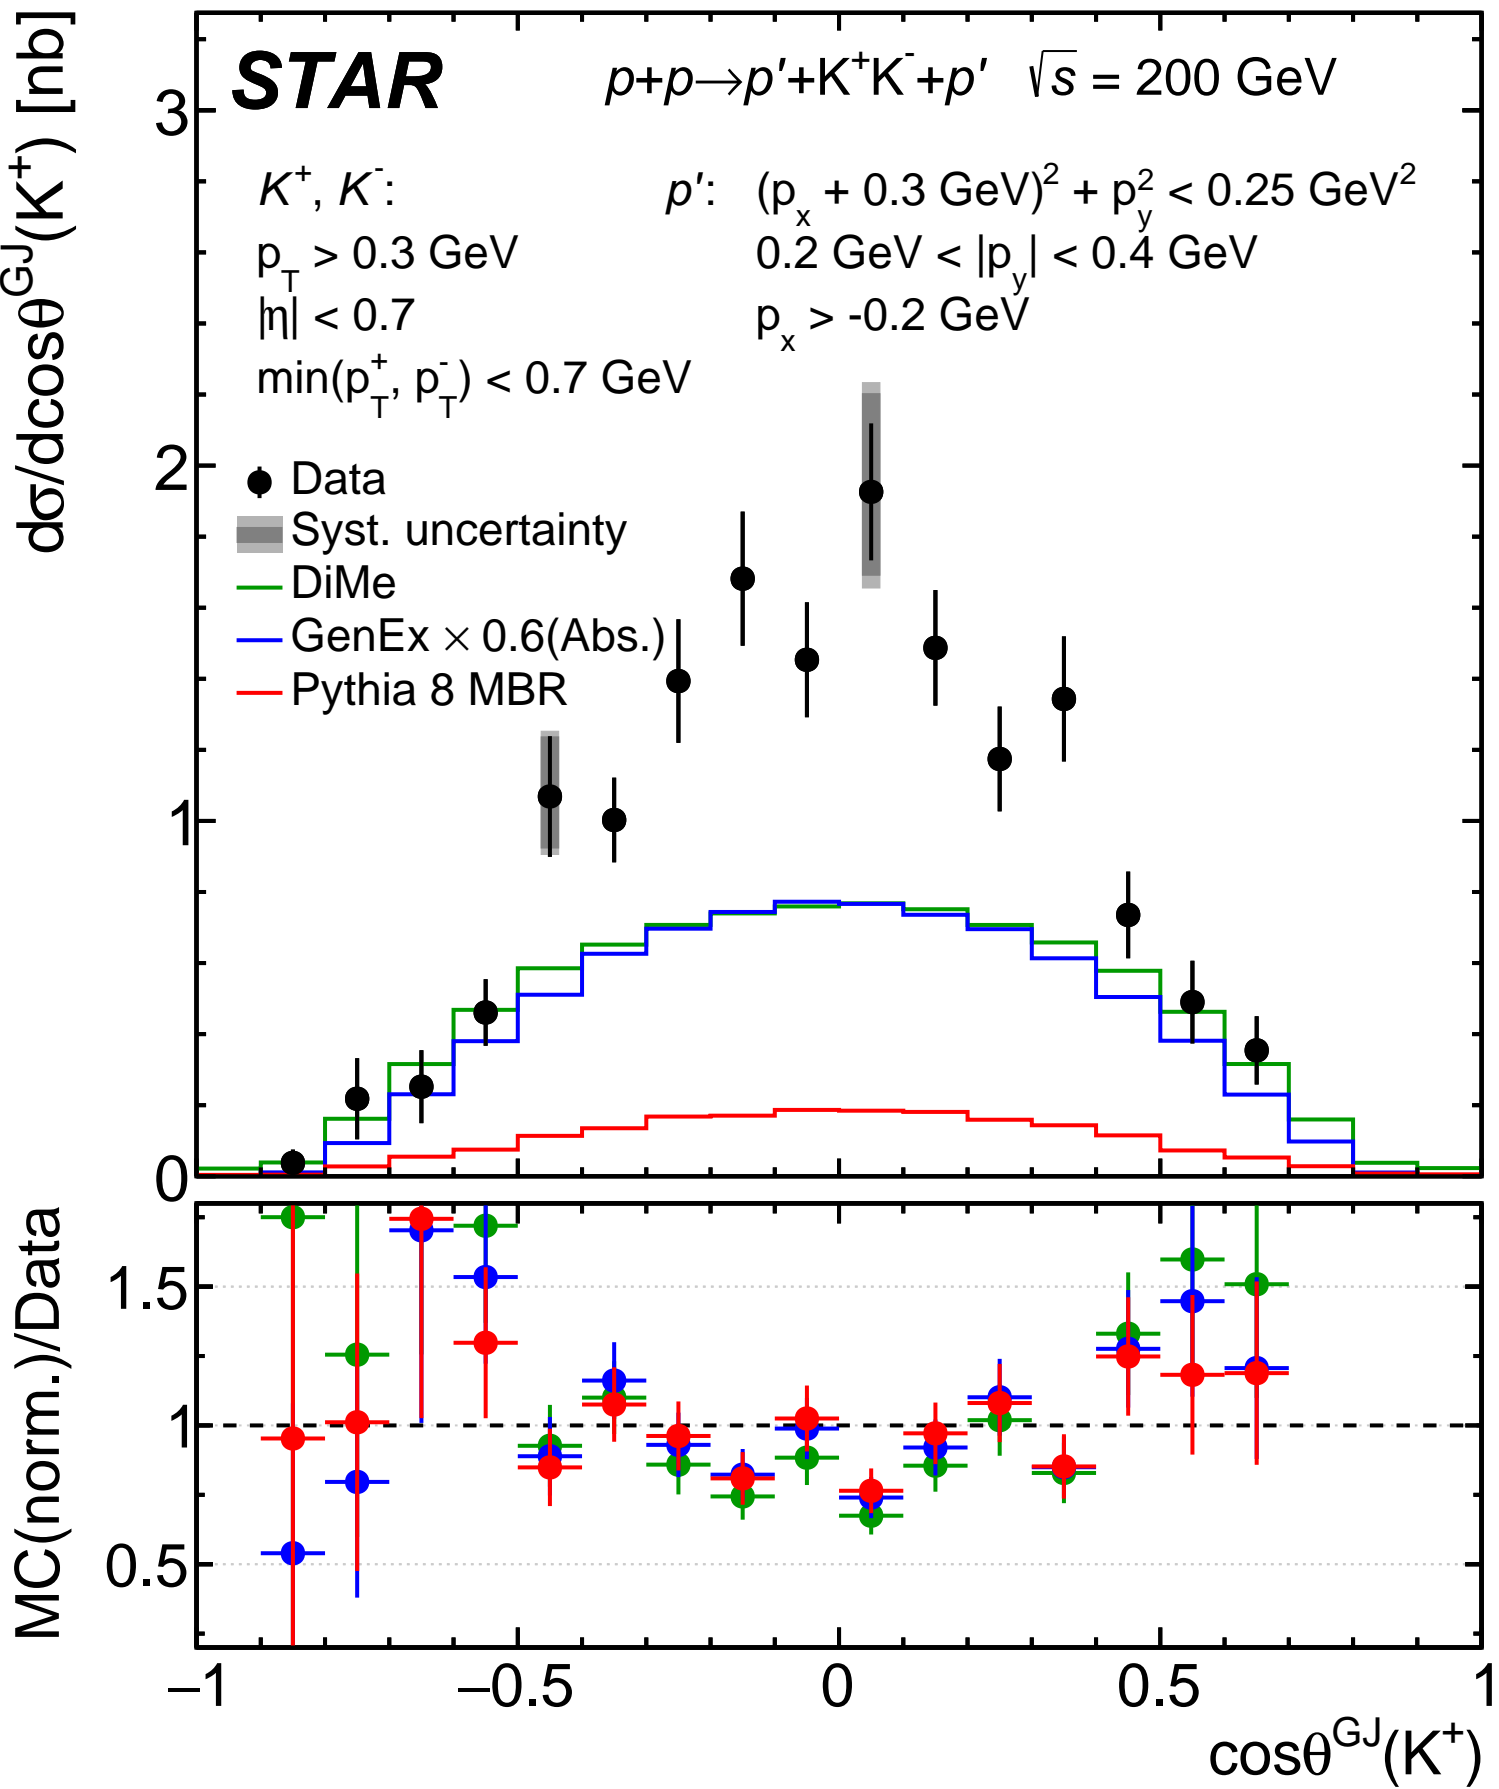 dσ/dcosθ^GJ(K⁺) [nb]
STAR p+p→p′+K⁺K⁻+p′ √s = 200 GeV
K⁺, K⁻: p′: (p_x + 0.3 GeV)² + p_y² < 0.25 GeV²
p_T > 0.3 GeV 0.2 GeV < |p_y| < 0.4 GeV
|η| < 0.7 p_x > -0.2 GeV
min(p_T⁺, p_T⁻) < 0.7 GeV
Data
Syst. uncertainty
DiMe
GenEx × 0.6(Abs.)
Pythia 8 MBR
3
2
1
0
MC(norm.)/Data
1.5
1
0.5
−1 −0.5 0 0.5 1
cosθ^GJ(K⁺)